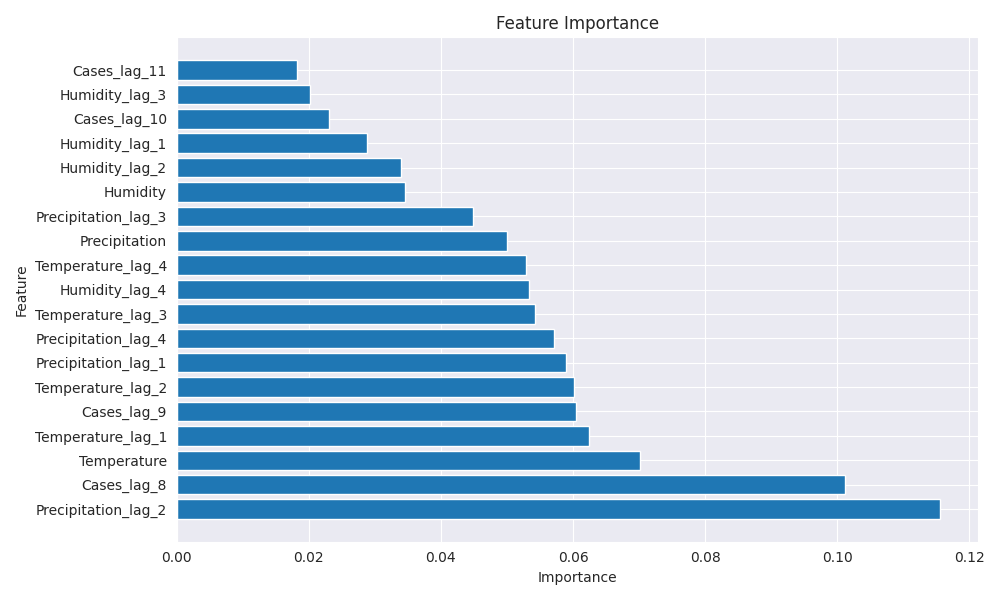 Feature Importance
Cases_lag_11
Humidity_lag_3
Cases_lag_10
Humidity_lag_1
Humidity_lag_2
Humidity
Precipitation_lag_3
Precipitation
Temperature_lag_4
Humidity_lag_4
Temperature_lag_3
Precipitation_lag_4
Precipitation_lag_1
Temperature_lag_2
Cases_lag_9
Temperature_lag_1
Temperature
Cases_lag_8
Precipitation_lag_2
Feature
0.00 0.02 0.04 0.06 0.08 0.10 0.12
Importance